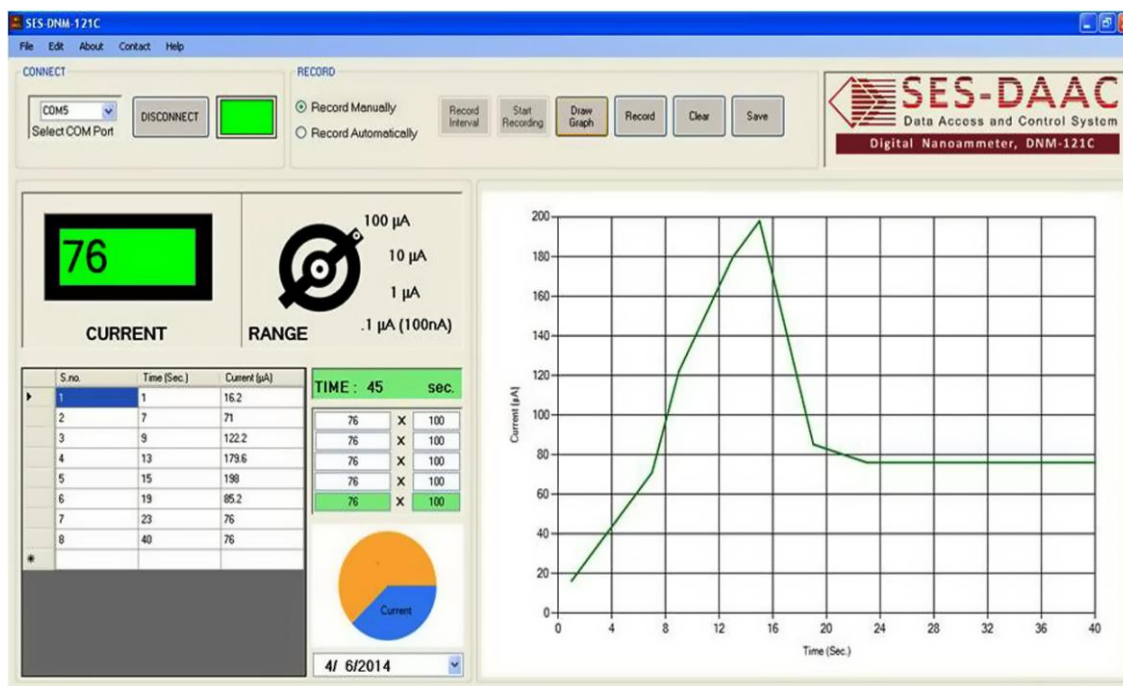 SES-DNM-121C
File Edit About Contact Help
CONNECT
COM5
Select COM Port
DISCONNECT
RECORD
Record Manually
Record Automatically
Record Interval
Start Recording
Draw Graph
Record
Clear
Save
SES-DAAC
Data Access and Control System
Digital Nanoammeter, DNM-121C
76
CURRENT
100 µA
10 µA
1 µA
.1 µA (100nA)
RANGE
S.no. Time (Sec.) Current (µA)
1 1 16.2
2 7 71
3 9 122.2
4 13 179.6
5 15 198
6 19 85.2
7 23 76
8 40 76
TIME : 45 sec.
76 X 100
76 X 100
76 X 100
76 X 100
76 X 100
Current
4/ 6/2014
Current (µA)
200
180
160
140
120
100
80
60
40
20
0
0 4 8 12 16 20 24 28 32 36 40
Time (Sec.)